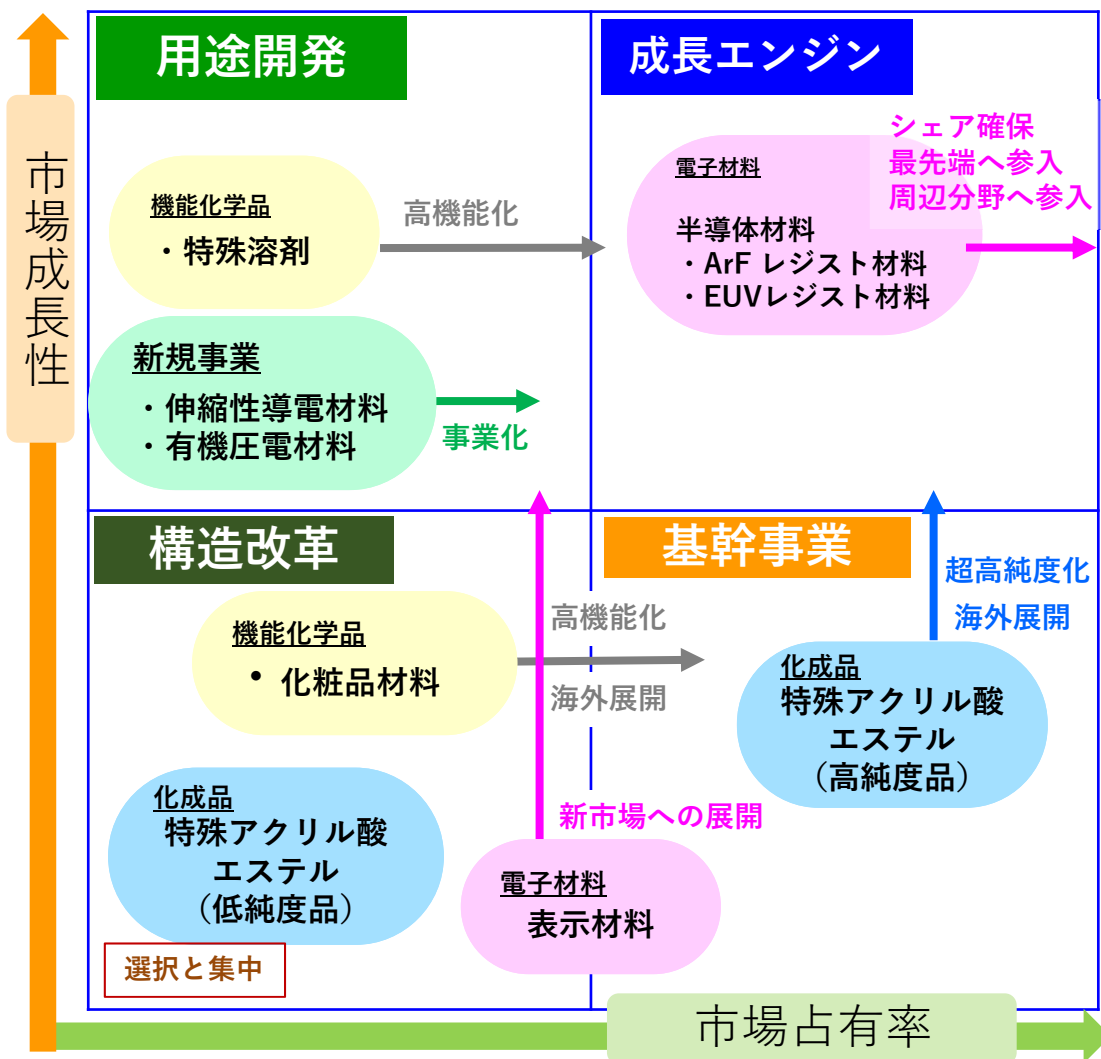 用途開発
成長エンジン
シェア確保
最先端へ参入
周辺分野へ参入
市場成長性
機能化学品
・特殊溶剤
高機能化
電子材料
半導体材料
・ArF レジスト材料
・EUVレジスト材料
新規事業
・伸縮性導電材料
・有機圧電材料
事業化
構造改革
基幹事業
機能化学品
• 化粧品材料
高機能化
海外展開
超高純度化
海外展開
化成品
特殊アクリル酸
エステル
（高純度品）
化成品
特殊アクリル酸
エステル
（低純度品）
選択と集中
新市場への展開
電子材料
表示材料
市場占有率